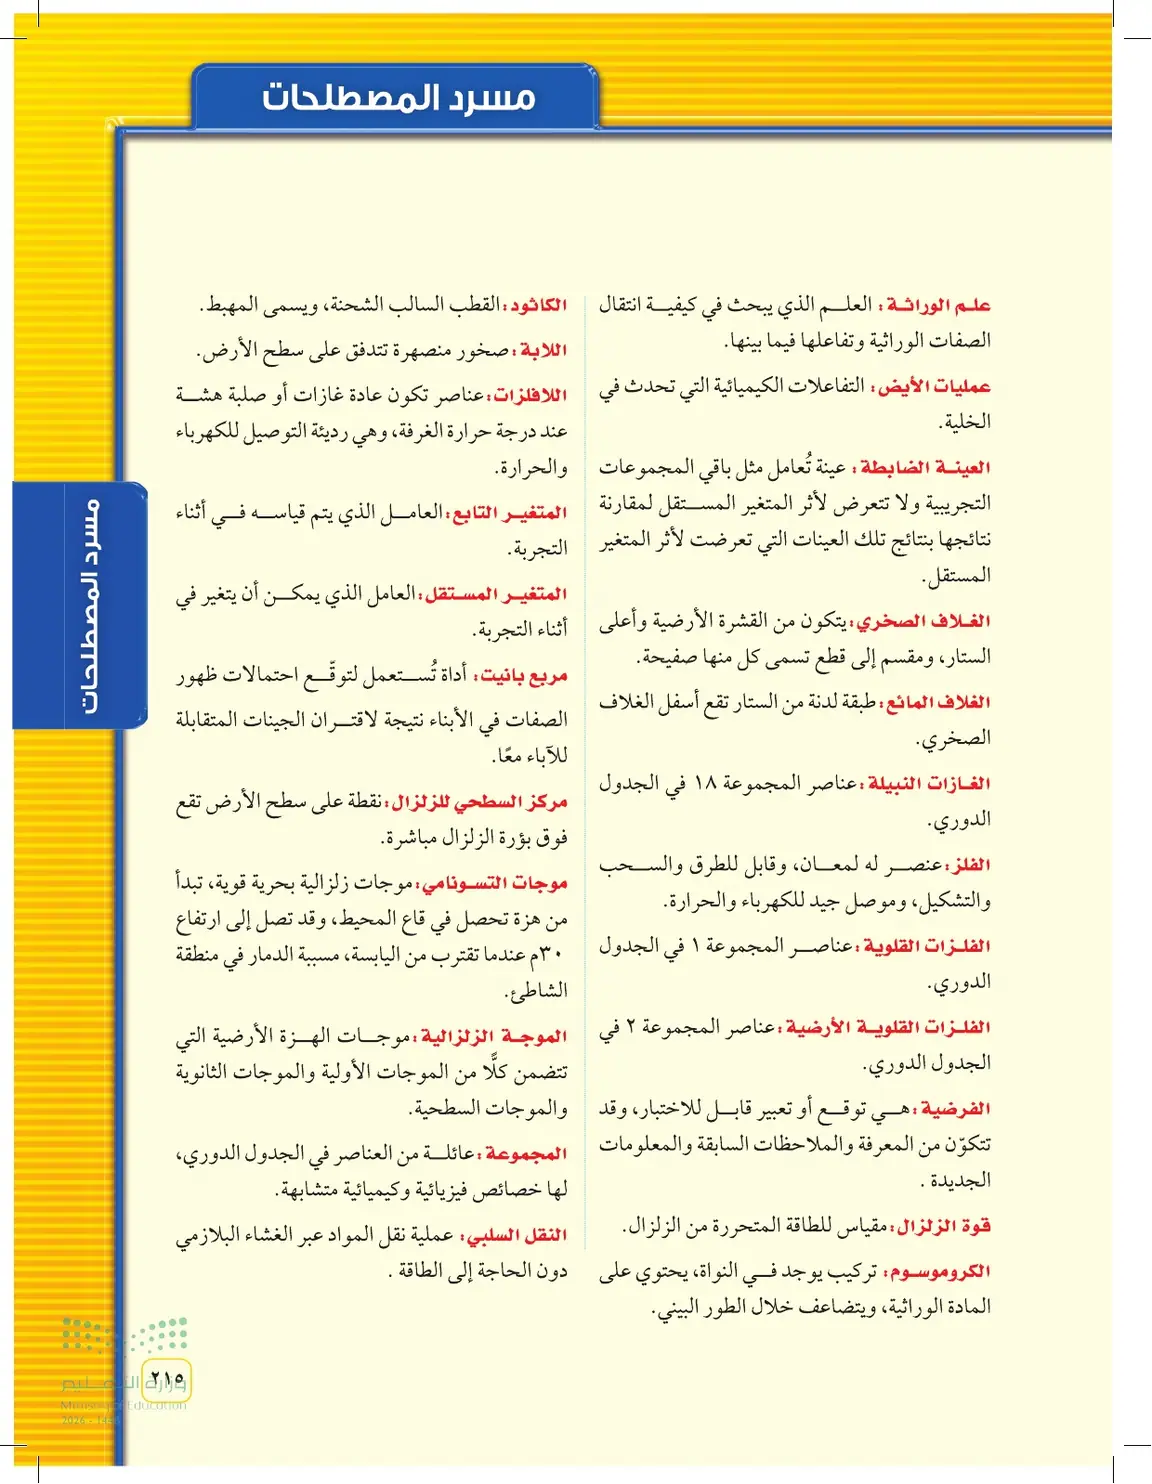 مسرد المصطلحات
علم الوراثة: العلم الذي يبحث في كيفية انتقال
الصفات الوراثية وتفاعلها فيما بينها.
عمليات الأيض: التفاعلات الكيميائية التي تحدث في
الخلية.
العينة الضابطة: عينة تُعامل مثل باقي المجموعات
التجريبية ولا تتعرض لأثر المتغير المستقل لمقارنة
نتائجها بنتائج تلك العينات التي تعرضت لأثر المتغير
المستقل.
الغلاف الصخري: يتكون من القشرة الأرضية وأعلى
الستار، ومقسم إلى قطع تسمى كل منها صفيحة.
الغلاف المائع: طبقة لدنة من الستار تقع أسفل الغلاف
الصخري.
الغازات النبيلة: عناصر المجموعة ١٨ في الجدول
الدوري.
الفلز: عنصر له لمعان، وقابل للطرق والسحب
والتشكيل، وموصل جيد للكهرباء والحرارة.
الفلزات القلوية: عناصر المجموعة ١ في الجدول
الدوري.
الفلزات القلوية الأرضية: عناصر المجموعة ٢ في
الجدول الدوري.
الفرضية: هي توقع أو تعبير قابل للاختبار، وقد
تتكوّن من المعرفة والملاحظات السابقة والمعلومات
الجديدة .
قوة الزلزال: مقياس للطاقة المتحررة من الزلزال.
الكروموسوم: تركيب يوجد في النواة، يحتوي على
المادة الوراثية، ويتضاعف خلال الطور البيني.
الكاثود: القطب السالب الشحنة، ويسمى المهبط.
اللابة: صخور منصهرة تتدفق على سطح الأرض.
اللافلزات: عناصر تكون عادة غازات أو صلبة هشة
عند درجة حرارة الغرفة، وهي رديئة التوصيل للكهرباء
والحرارة.
المتغير التابع: العامل الذي يتم قياسه في أثناء
التجربة.
المتغير المستقل: العامل الذي يمكن أن يتغير في
أثناء التجربة.
مربع بانيت: أداة تُستعمل لتوقّع احتمالات ظهور
الصفات في الأبناء نتيجة لاقتران الجينات المتقابلة
للآباء معًا.
مركز السطحي للزلزال: نقطة على سطح الأرض تقع
فوق بؤرة الزلزال مباشرة.
موجات التسونامي: موجات زلزالية بحرية قوية، تبدأ
من هزة تحصل في قاع المحيط، وقد تصل إلى ارتفاع
٣٠م عندما تقترب من اليابسة، مسببة الدمار في منطقة
الشاطئ.
الموجة الزلزالية: موجات الهزة الأرضية التي
تتضمن كلًّا من الموجات الأولية والموجات الثانوية
والموجات السطحية.
المجموعة: عائلة من العناصر في الجدول الدوري،
لها خصائص فيزيائية وكيميائية متشابهة.
النقل السلبي: عملية نقل المواد عبر الغشاء البلازمي
دون الحاجة إلى الطاقة .
مسرد المصطلحات
٢١٥
وزارة التعليم
Ministry of Education
2026 - 1448